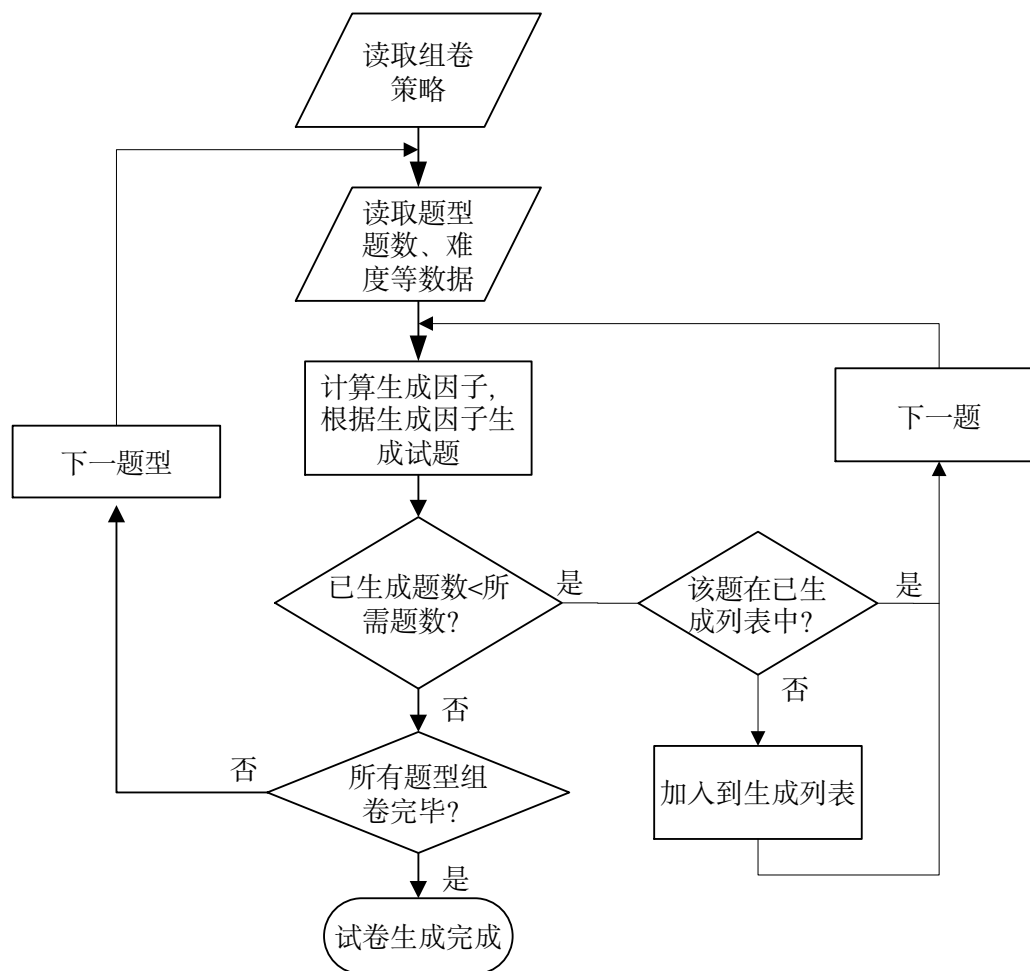 读取组卷
策略
读取题型
题数、难
度等数据
计算生成因子,
根据生成因子生
成试题
下一题
下一题型
已生成题数<所
需题数?
是
该题在已生
成列表中?
是
否
否
所有题型组
卷完毕?
否
加入到生成列表
是
试卷生成完成